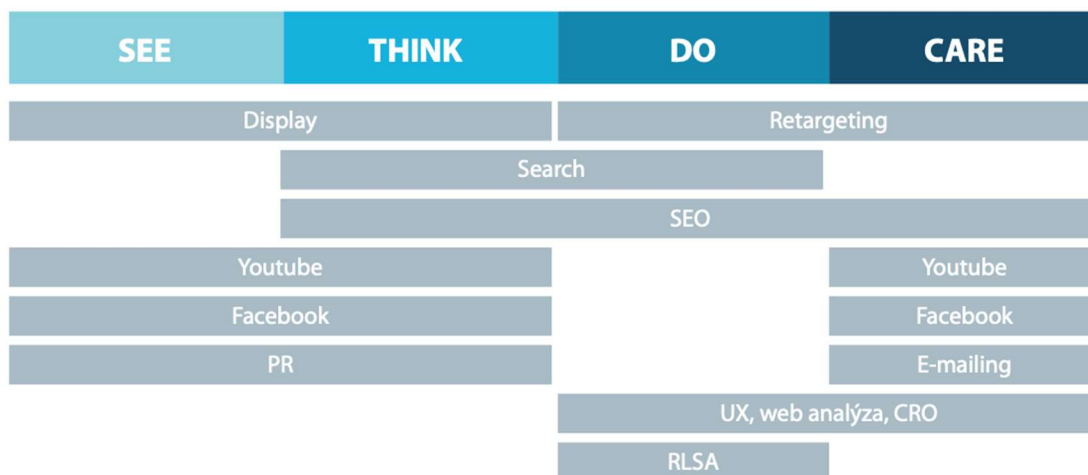 SEE THINK DO CARE
Display Retargeting
Search
SEO
Youtube Youtube
Facebook Facebook
PR E-mailing
UX, web analýza, CRO
RLSA